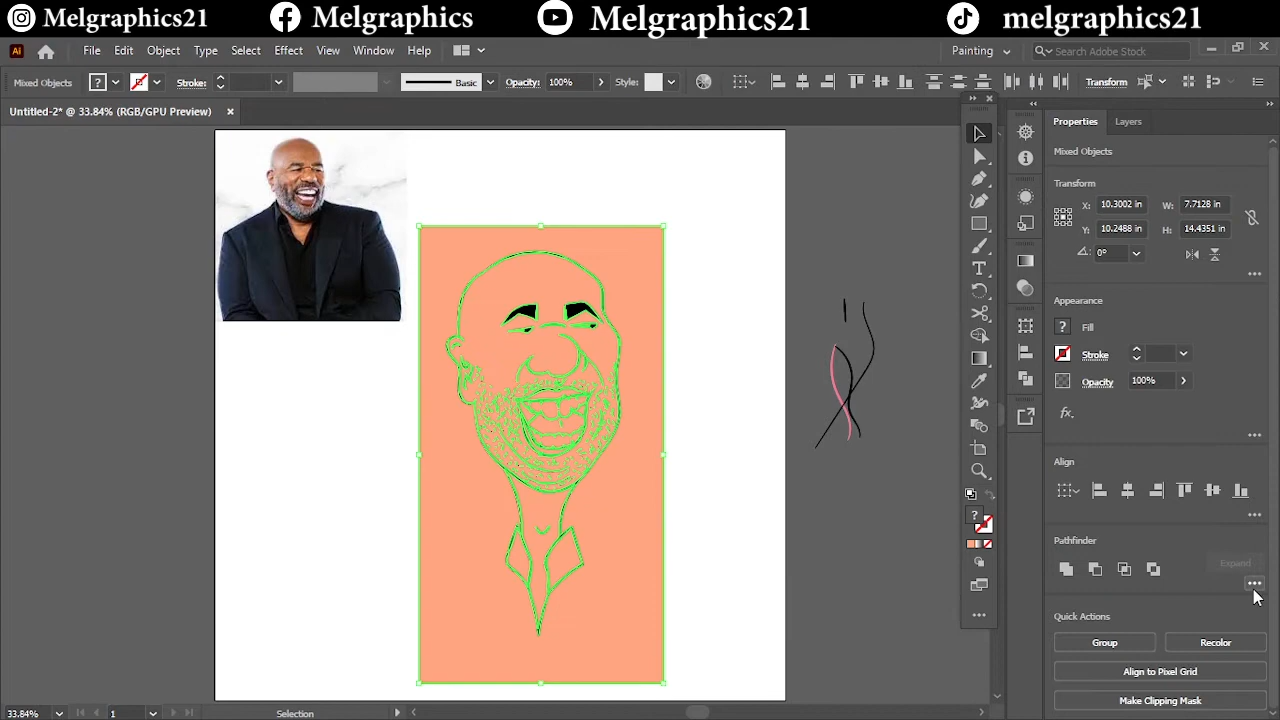 Melgraphics21 Melgraphics Melgraphics21 melgraphics21
Ai File Edit Object Type Select Effect View Window Help Painting Search Adobe Stock
Mixed Objects ? Stroke: Basic Opacity: 100% Style: Transform
Untitled-2* @ 33.84% (RGB/GPU Preview)
Properties Layers
Mixed Objects
Transform
X: 10.3002 in W: 7.7128 in
Y: 10.2488 in H: 14.4351 in
0°
Appearance
? Fill
Stroke
Opacity 100%
fx.
Align
Pathfinder
Expand
Quick Actions
Group Recolor
Align to Pixel Grid
Make Clipping Mask
T
?
33.84% 1 Selection